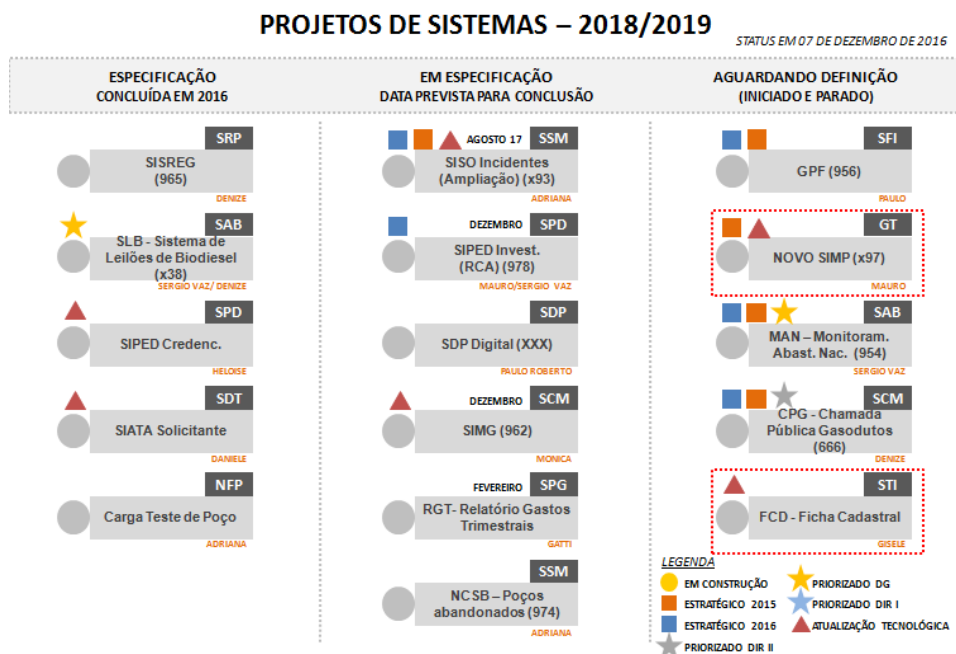 PROJETOS DE SISTEMAS – 2018/2019
STATUS EM 07 DE DEZEMBRO DE 2016
ESPECIFICAÇÃO
CONCLUÍDA EM 2016
SRP
SISREG
(965)
DENIZE
SAB
SLB - Sistema de
Leilões de Biodiesel
(x38)
SERGIO VAZ/ DENIZE
SPD
SIPED Credenc.
HELOISE
SDT
SIATA Solicitante
DANIELE
NFP
Carga Teste de Poço
ADRIANA
EM ESPECIFICAÇÃO
DATA PREVISTA PARA CONCLUSÃO
AGOSTO 17 SSM
SISO Incidentes
(Ampliação) (x93)
ADRIANA
DEZEMBRO SPD
SIPED Invest.
(RCA) (978)
MAURO/SERGIO VAZ
SDP
SDP Digital (XXX)
PAULO ROBERTO
DEZEMBRO SCM
SIMG (962)
MONICA
FEVEREIRO SPG
RGT- Relatório Gastos
Trimestrais
GATTI
SSM
NCSB – Poços
abandonados (974)
ADRIANA
AGUARDANDO DEFINIÇÃO
(INICIADO E PARADO)
SFI
GPF (956)
PAULO
GT
NOVO SIMP (x97)
MAURO
SAB
MAN – Monitoram.
Abast. Nac. (954)
SERGIO VAZ
SCM
CPG - Chamada
Pública Gasodutos
(666)
DENIZE
STI
FCD - Ficha Cadastral
GISELE
LEGENDA
EM CONSTRUÇÃO
ESTRATÉGICO 2015
ESTRATÉGICO 2016
PRIORIZADO DIR II
PRIORIZADO DG
PRIORIZADO DIR I
ATUALIZAÇÃO TECNOLÓGICA